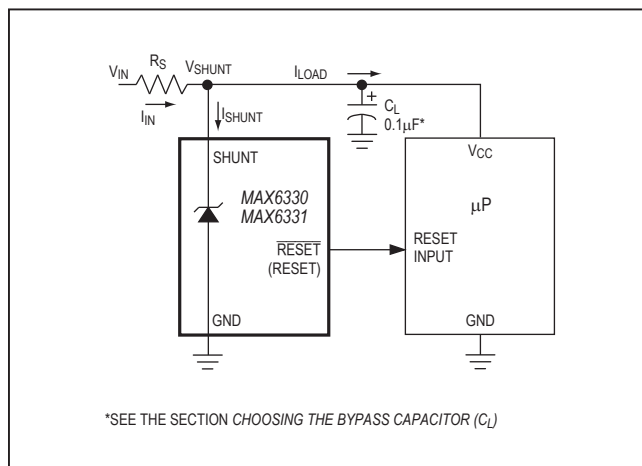 VIN
RS
VSHUNT
ILOAD
IIN
ISHUNT
+
CL
0.1µF*
SHUNT
VCC
MAX6330
MAX6331
µP
RESET
(RESET)
RESET
INPUT
GND
GND
*SEE THE SECTION CHOOSING THE BYPASS CAPACITOR (CL)